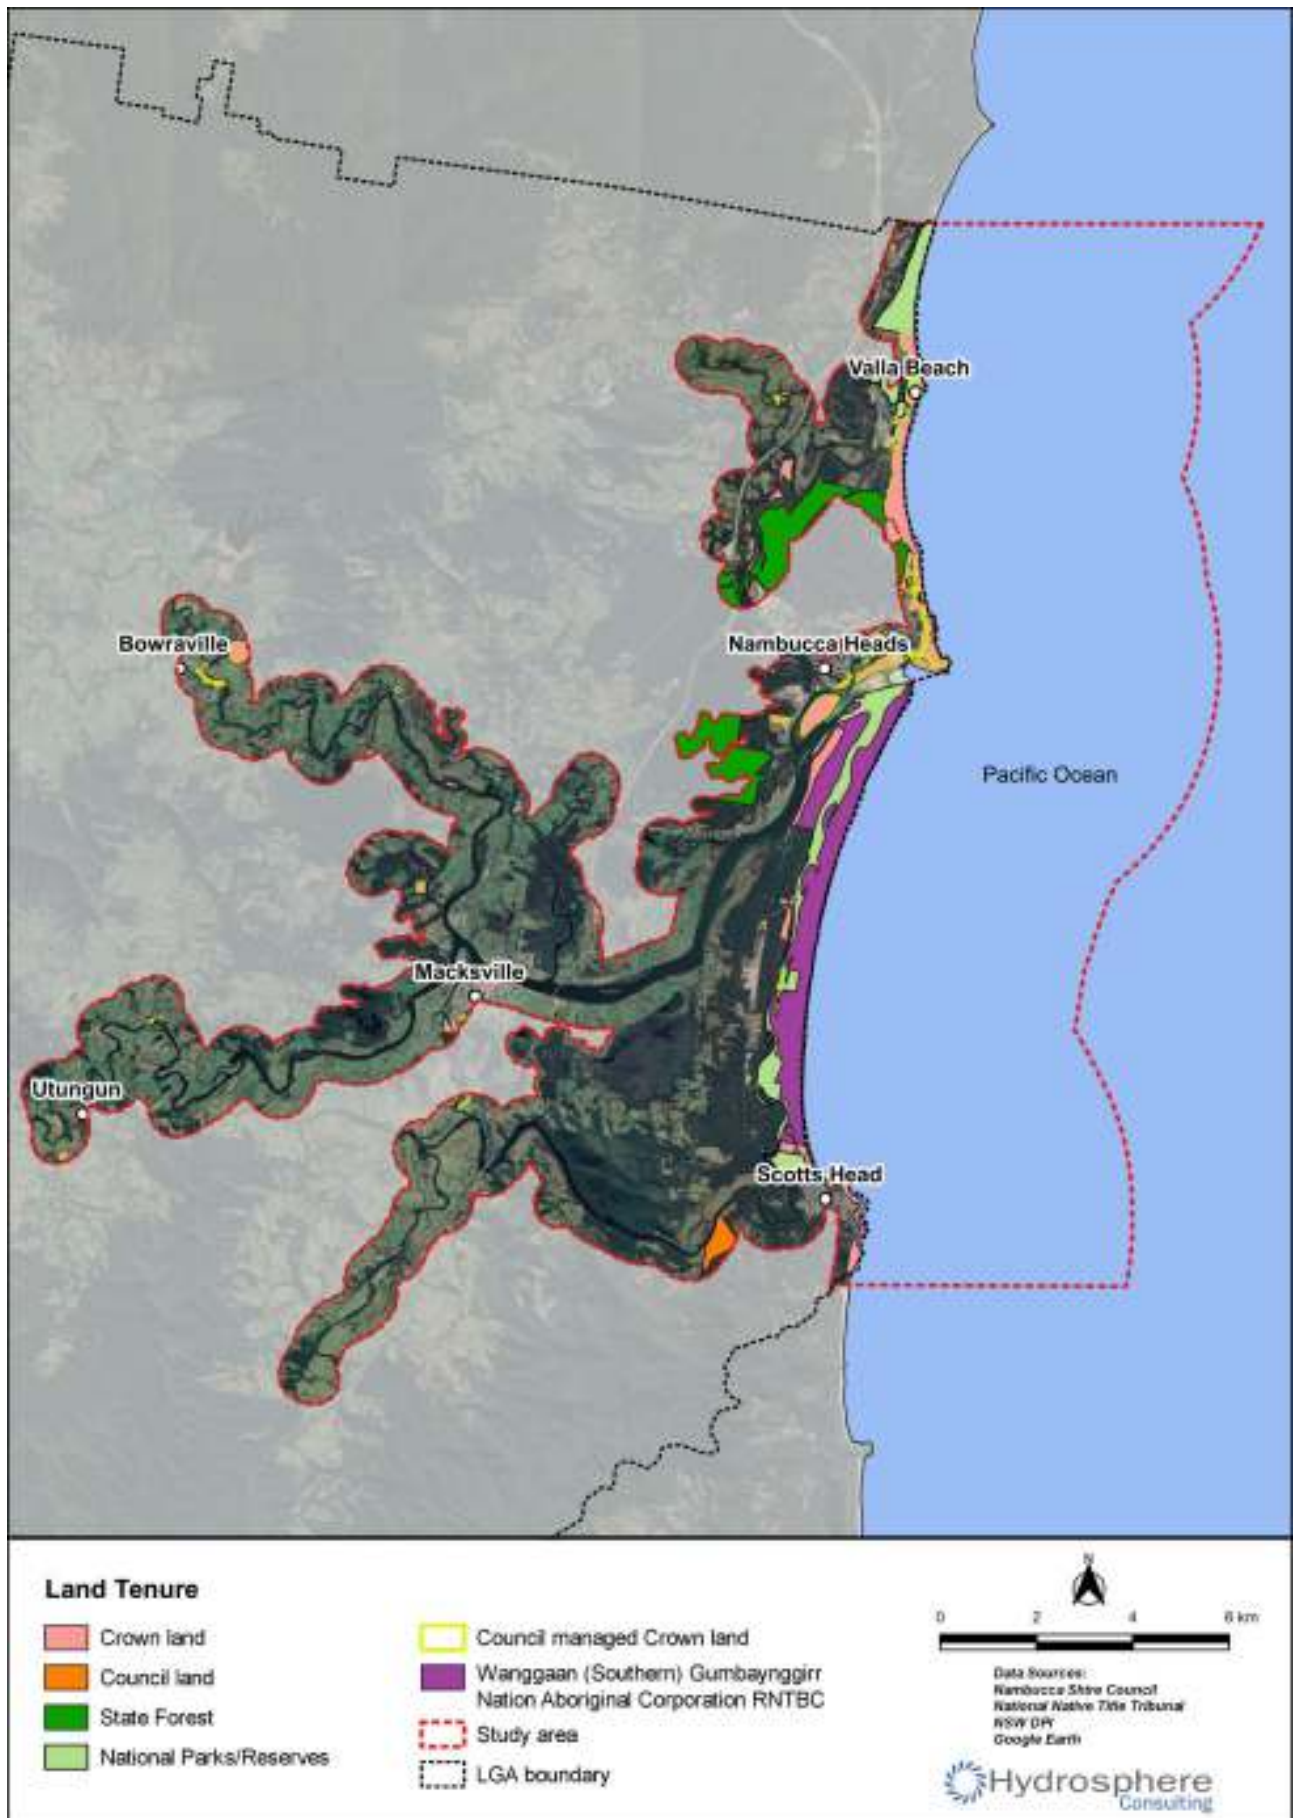 Valla Beach
Bowraville
Nambucca Heads
Pacific Ocean
Macksville
Utungun
Scotts Head
Land Tenure
Crown land
Council land
State Forest
National Parks/Reserves
Council managed Crown land
Wanggaan (Southern) Gumbaynggirr
Nation Aboriginal Corporation RNTBC
Study area
LGA boundary
N
0 2 4 6 km
Data Sources:
Nambucca Shire Council
National Native Title Tribunal
NSW DPI
Google Earth
Hydrosphere
Consulting